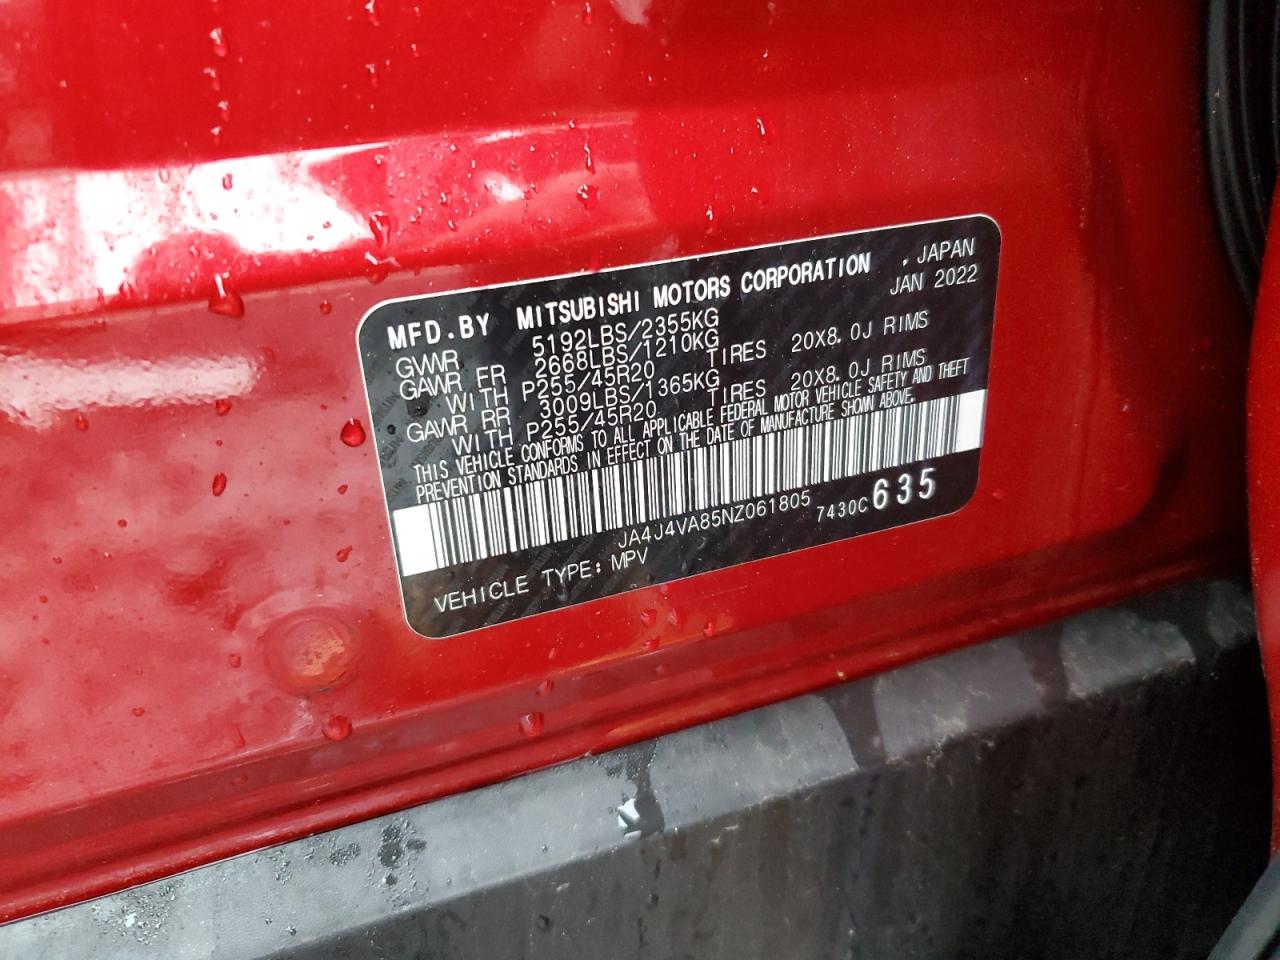 MFD.BY MITSUBISHI MOTORS CORPORATION , JAPAN
JAN 2022
GVWR 5192LBS/2355KG
GAWR FR 2668LBS/1210KG
WITH P255/45R20 TIRES 20X8.0J RIMS
GAWR RR 3009LBS/1365KG
WITH P255/45R20 TIRES 20X8.0J RIMS
THIS VEHICLE CONFORMS TO ALL APPLICABLE FEDERAL MOTOR VEHICLE SAFETY AND THEFT
PREVENTION STANDARDS IN EFFECT ON THE DATE OF MANUFACTURE SHOWN ABOVE.
JA4J4VA85NZ061805 7430C635
VEHICLE TYPE: MPV